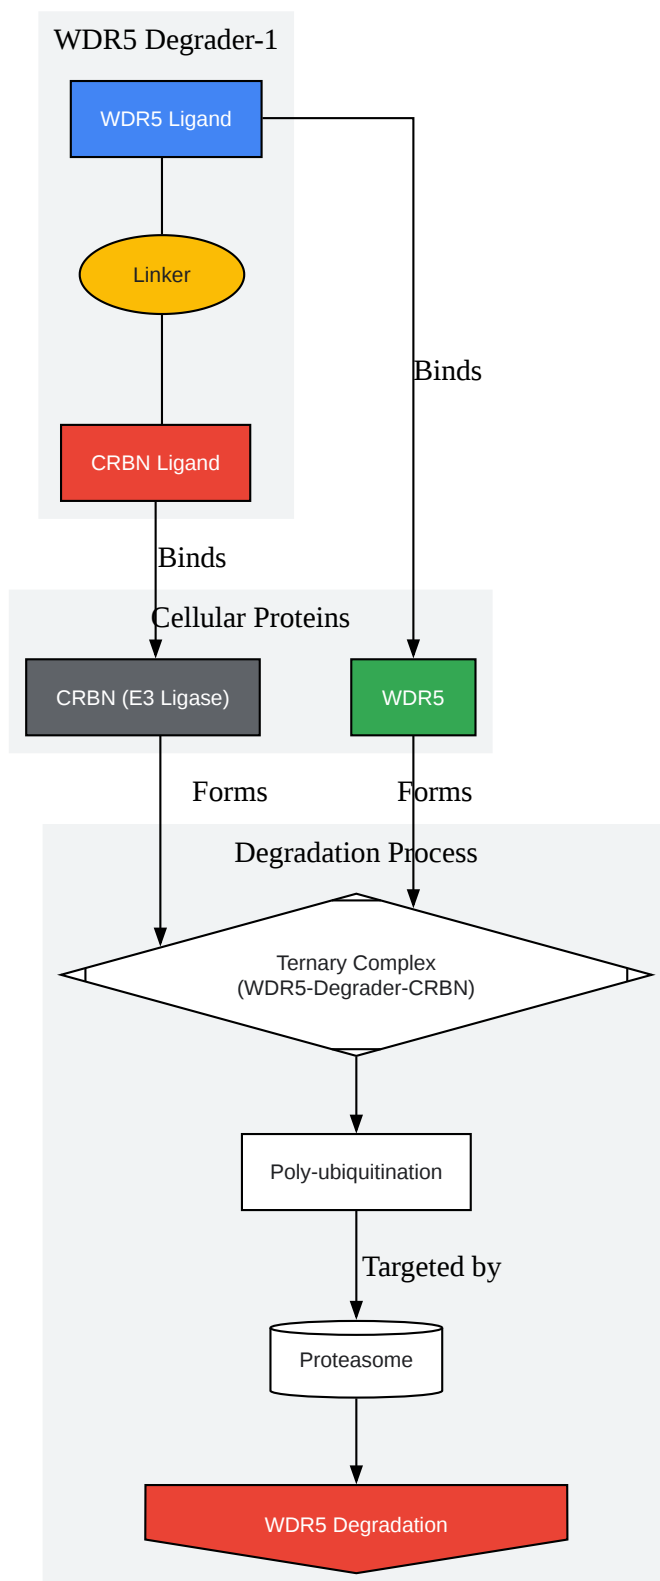 WDR5 Degrader-1
WDR5 Ligand
Linker
Binds
CRBN Ligand
Binds
Cellular Proteins
CRBN (E3 Ligase)
WDR5
Forms
Forms
Degradation Process
Ternary Complex
(WDR5-Degrader-CRBN)
Poly-ubiquitination
Targeted by
Proteasome
WDR5 Degradation